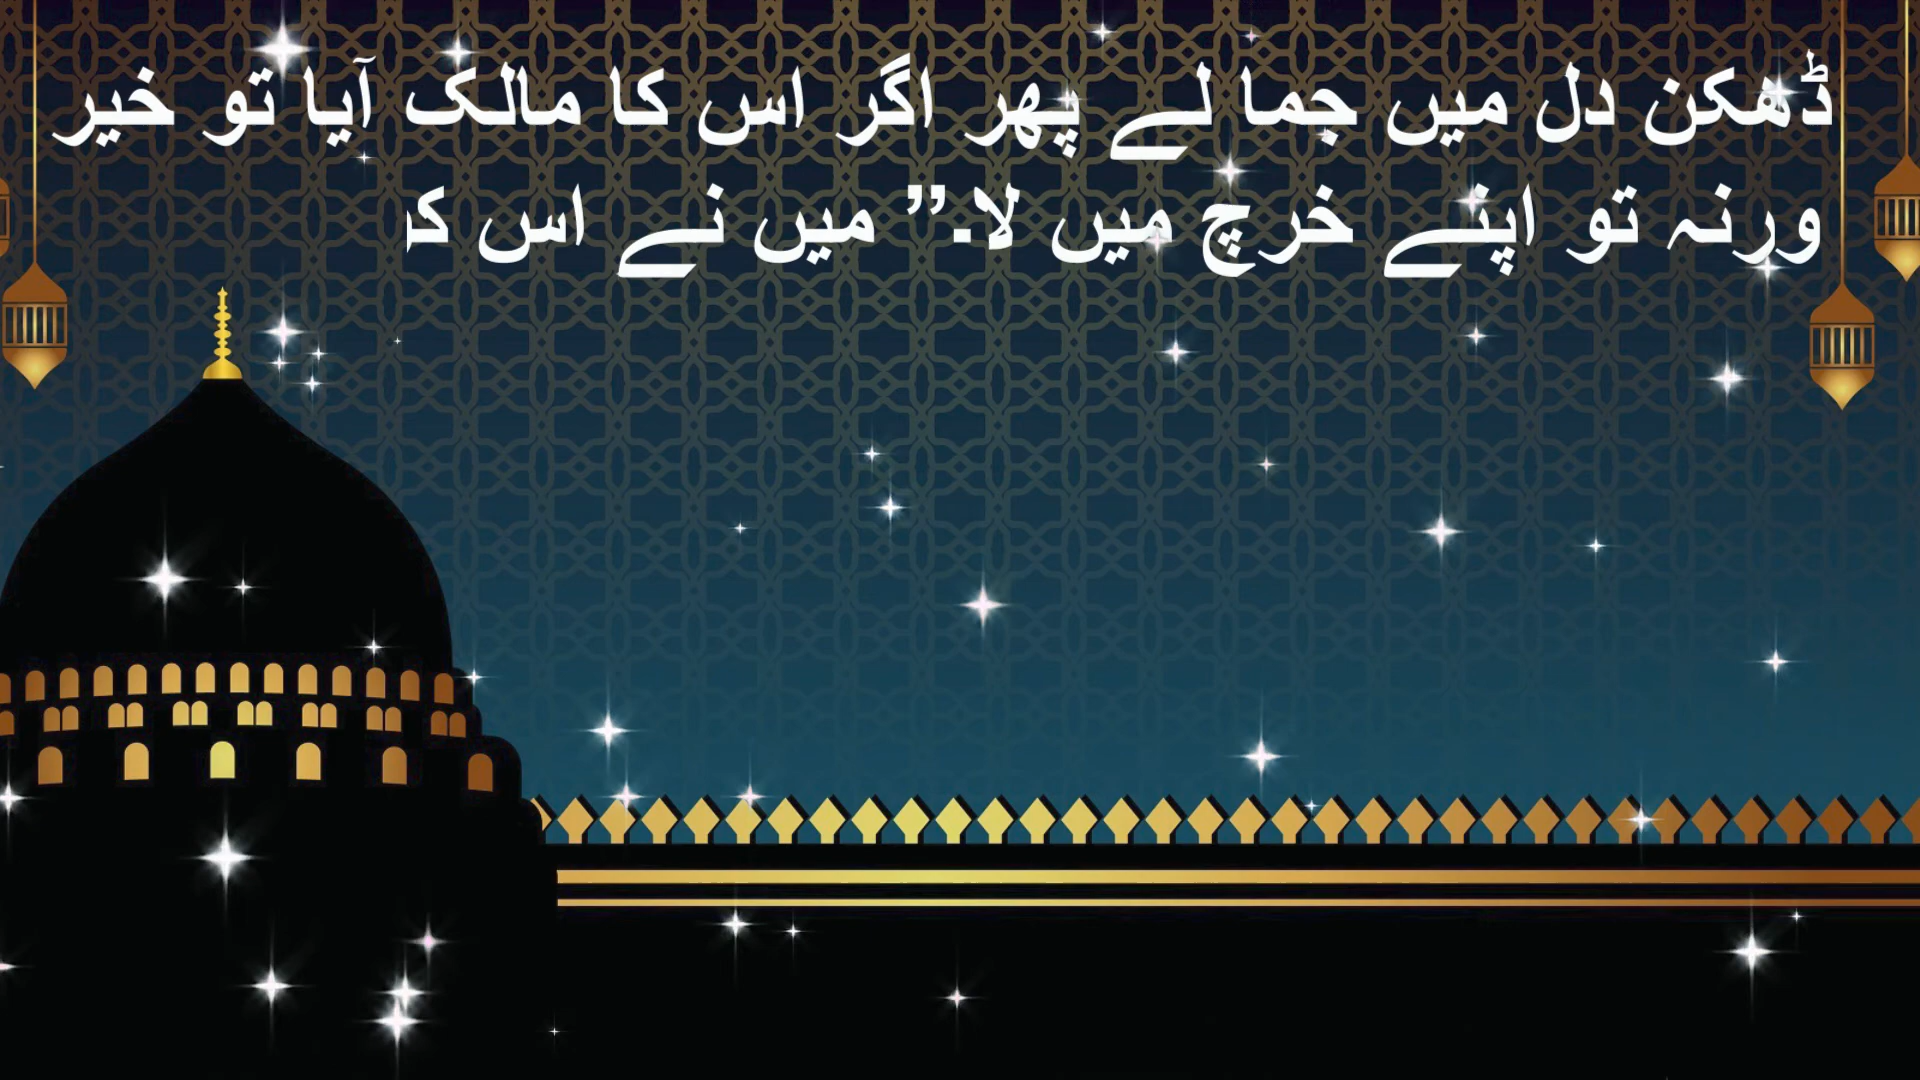 ڈھکن دل میں جما لے پھر اگر اس کا مالک آیا تو خیر
ورنہ تو اپنے خرچ میں لا۔” میں نے اس